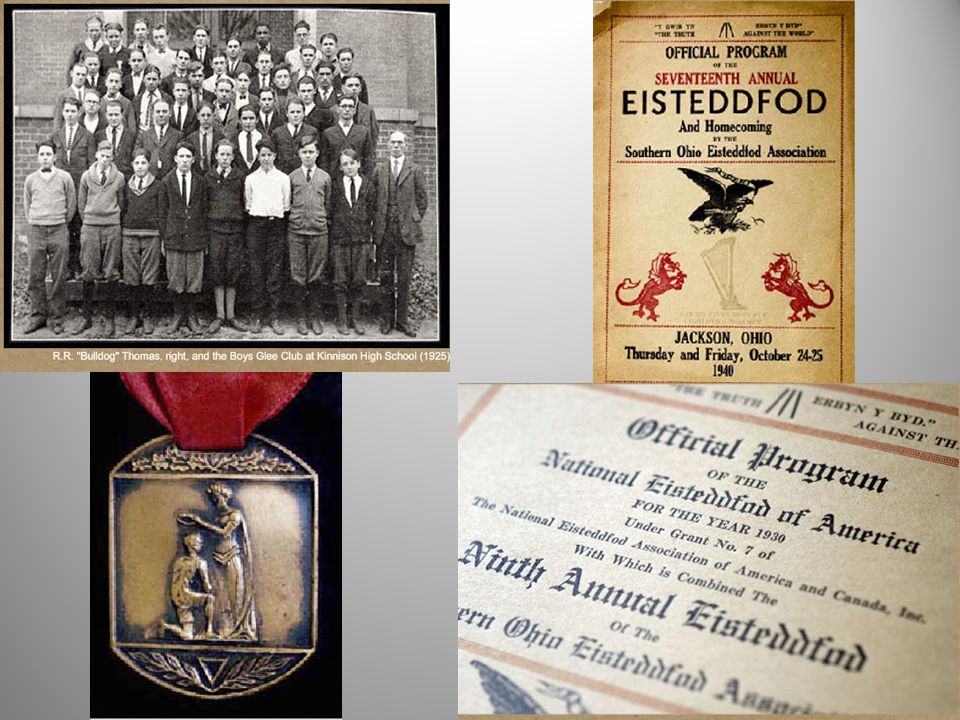 R.R. "Bulldog" Thomas, right, and the Boys Glee Club at Kinnison High School (1925)
"Y GWIR YN
"THE TRUTH
ERBYN Y BYD"
AGAINST THE WORLD"
OFFICIAL PROGRAM
OF THE
SEVENTEENTH ANNUAL
EISTEDDFOD
And Homecoming
BY THE
Southern Ohio Eisteddfod Association
JACKSON, OHIO
Thursday and Friday, October 24-25
1940
"THE TRUTH
ERBYN Y BYD."
AGAINST TH
Official Program
OF THE
National Eisteddfod of America
FOR THE YEAR 1930
Under Grant No. 7 of
The National Eisteddfod Association of America and Canada, Inc.
With Which is Combined The
Ninth Annual Eisteddfod
Of The
ern Ohio Eisteddfod Associa